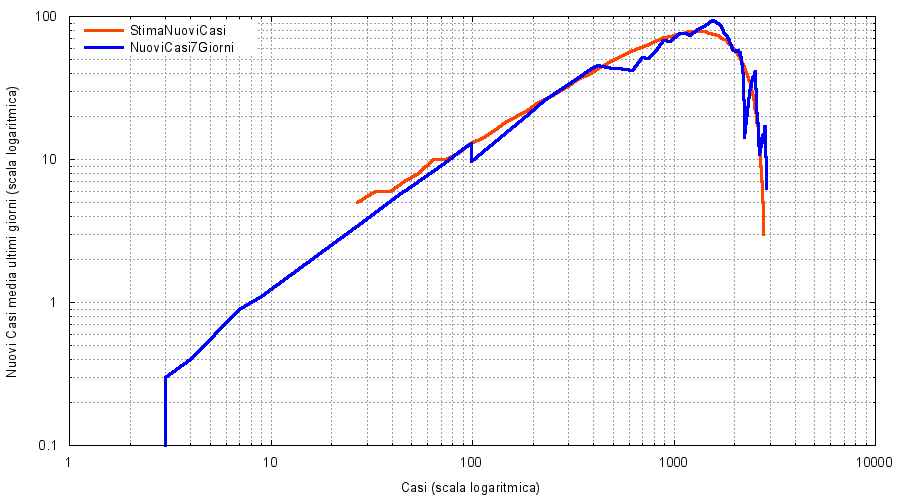 100
StimaNuoviCasi
NuoviCasi7Giorni
10
1
0.1
Nuovi Casi media ultimi giorni (scala logaritmica)
1 10 100 1000 10000
Casi (scala logaritmica)